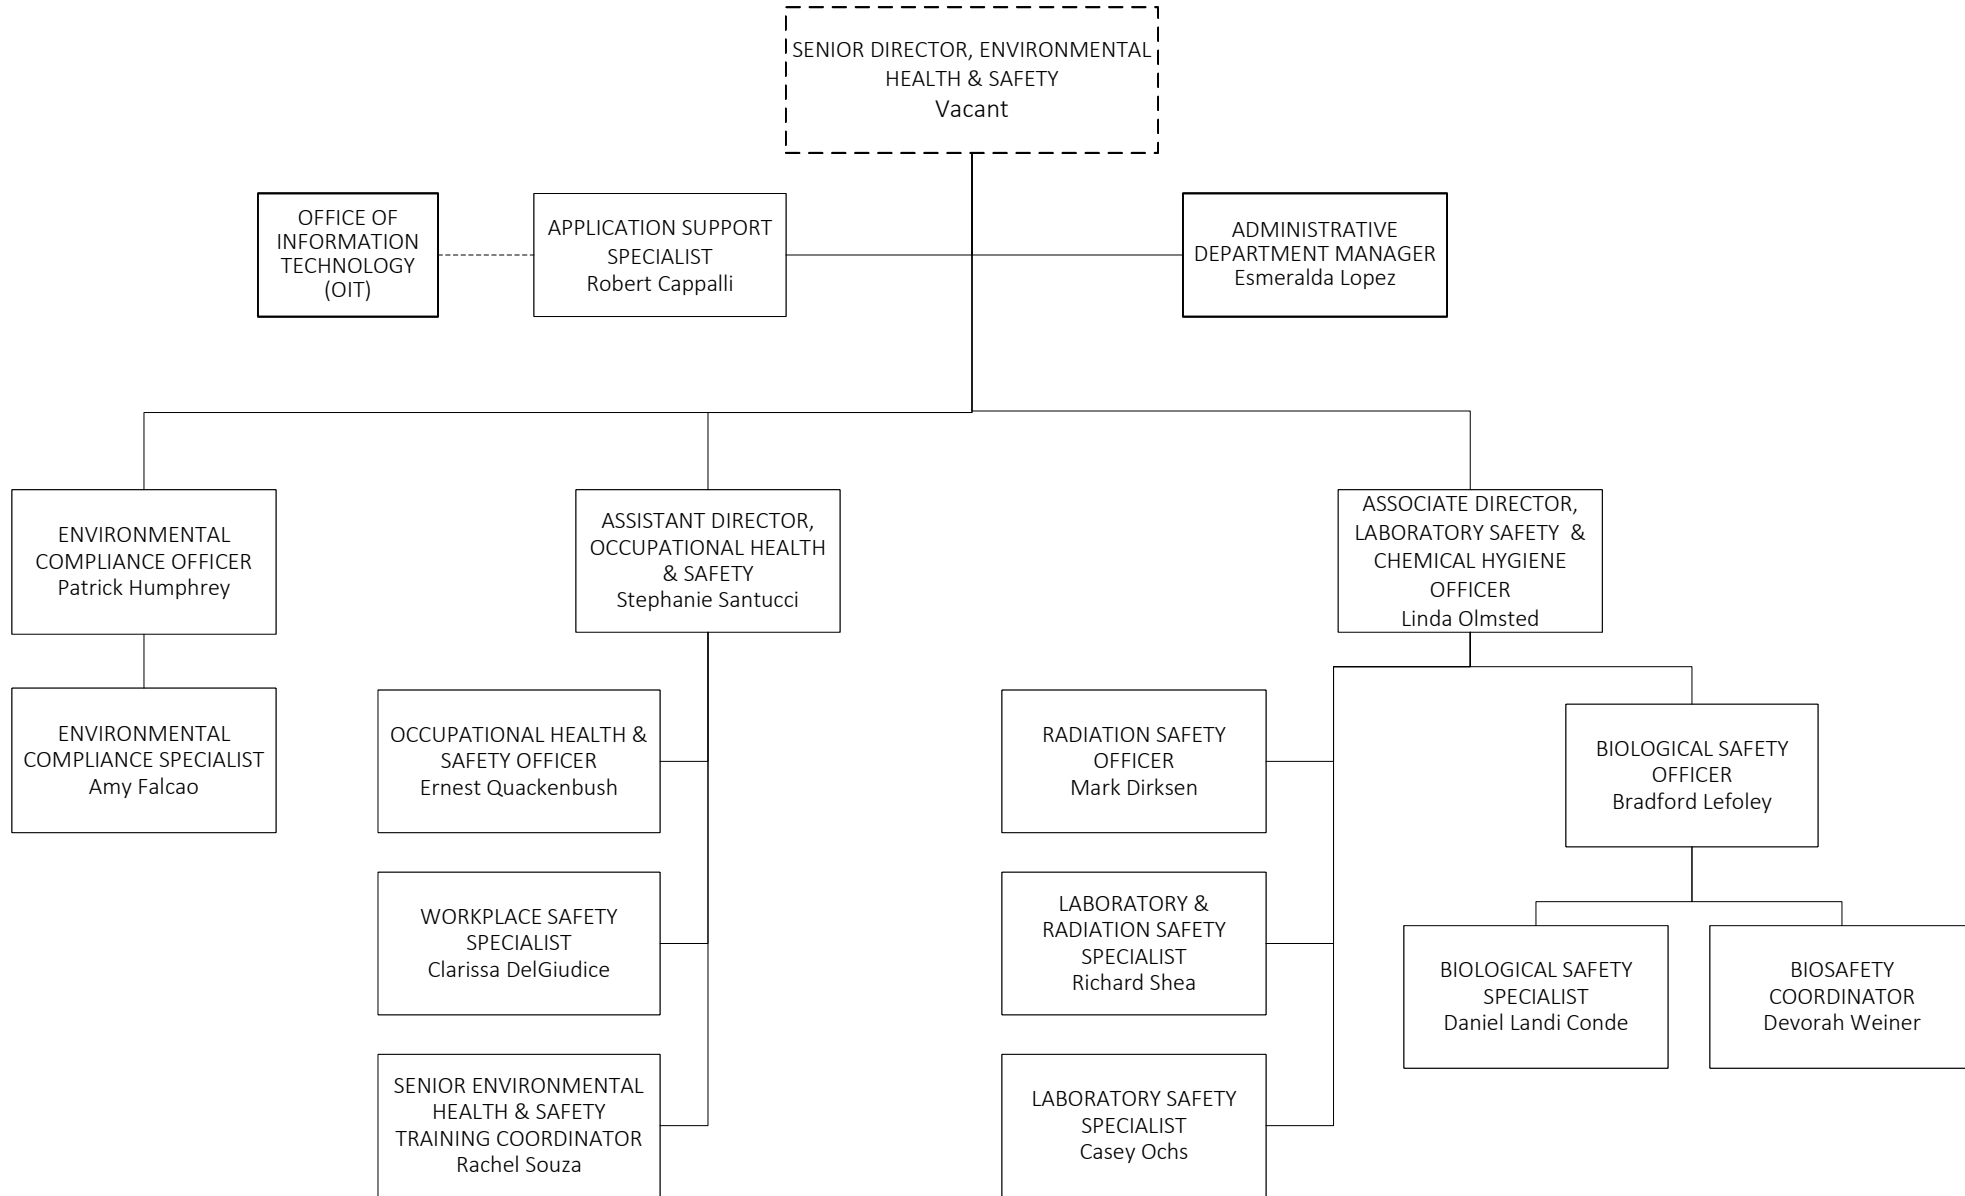 SENIOR DIRECTOR, ENVIRONMENTAL
HEALTH & SAFETY
Vacant
OFFICE OF
INFORMATION
TECHNOLOGY
(OIT)
APPLICATION SUPPORT
SPECIALIST
Robert Cappalli
ADMINISTRATIVE
DEPARTMENT MANAGER
Esmeralda Lopez
ENVIRONMENTAL
COMPLIANCE OFFICER
Patrick Humphrey
ASSISTANT DIRECTOR,
OCCUPATIONAL HEALTH
& SAFETY
Stephanie Santucci
ASSOCIATE DIRECTOR,
LABORATORY SAFETY &
CHEMICAL HYGIENE
OFFICER
Linda Olmsted
ENVIRONMENTAL
COMPLIANCE SPECIALIST
Amy Falcao
OCCUPATIONAL HEALTH &
SAFETY OFFICER
Ernest Quackenbush
RADIATION SAFETY
OFFICER
Mark Dirksen
BIOLOGICAL SAFETY
OFFICER
Bradford Lefoley
WORKPLACE SAFETY
SPECIALIST
Clarissa DelGiudice
LABORATORY &
RADIATION SAFETY
SPECIALIST
Richard Shea
BIOLOGICAL SAFETY
SPECIALIST
Daniel Landi Conde
BIOSAFETY
COORDINATOR
Devorah Weiner
SENIOR ENVIRONMENTAL
HEALTH & SAFETY
TRAINING COORDINATOR
Rachel Souza
LABORATORY SAFETY
SPECIALIST
Casey Ochs